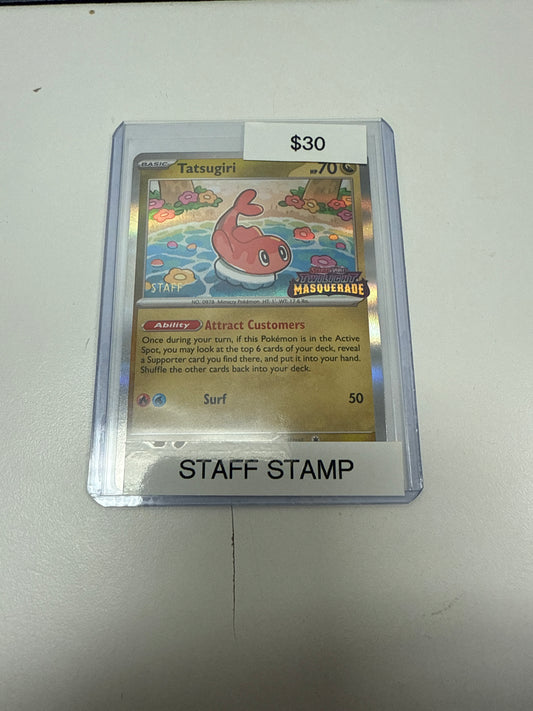 $30
BASIC Tatsugiri HP 70
STAFF
TWILIGHT
MASQUERADE
NO. 0978 Mimicry Pokémon HT: 1' WT: 17.6 lbs.
Ability Attract Customers
Once during your turn, if this Pokémon is in the Active
Spot, you may look at the top 6 cards of your deck, reveal
a Supporter card you find there, and put it into your hand.
Shuffle the other cards back into your deck.
Surf 50
STAFF STAMP